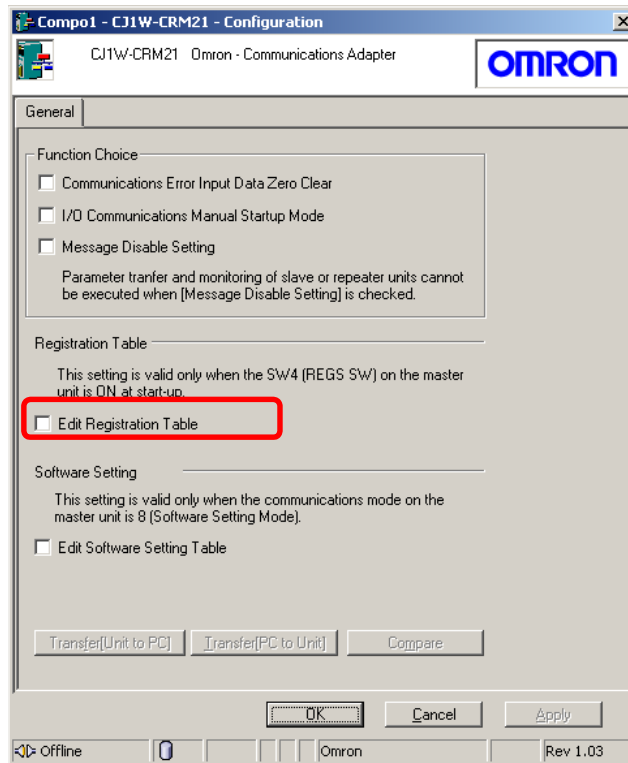 Compo1 - CJ1W-CRM21 - Configuration
CJ1W-CRM21 Omron - Communications Adapter
OMRON
General
Function Choice
Communications Error Input Data Zero Clear
I/O Communications Manual Startup Mode
Message Disable Setting
Parameter tranfer and monitoring of slave or repeater units cannot
be executed when [Message Disable Setting] is checked.
Registration Table
This setting is valid only when the SW4 (REGS SW) on the master
unit is ON at start-up.
Edit Registration Table
Software Setting
This setting is valid only when the communications mode on the
master unit is 8 (Software Setting Mode).
Edit Software Setting Table
Transfer[Unit to PC] Transfer[PC to Unit] Compare
OK Cancel Apply
Offline Omron Rev 1.03